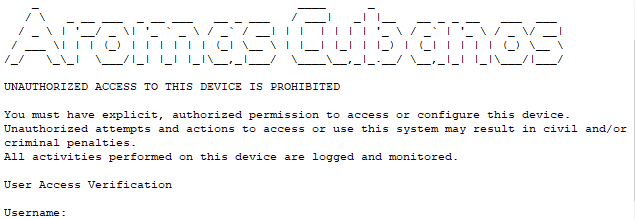 Aromas Cubanos
UNAUTHORIZED ACCESS TO THIS DEVICE IS PROHIBITED
You must have explicit, authorized permission to access or configure this device.
Unauthorized attempts and actions to access or use this system may result in civil and/or
criminal penalties.
All activities performed on this device are logged and monitored.
User Access Verification
Username: